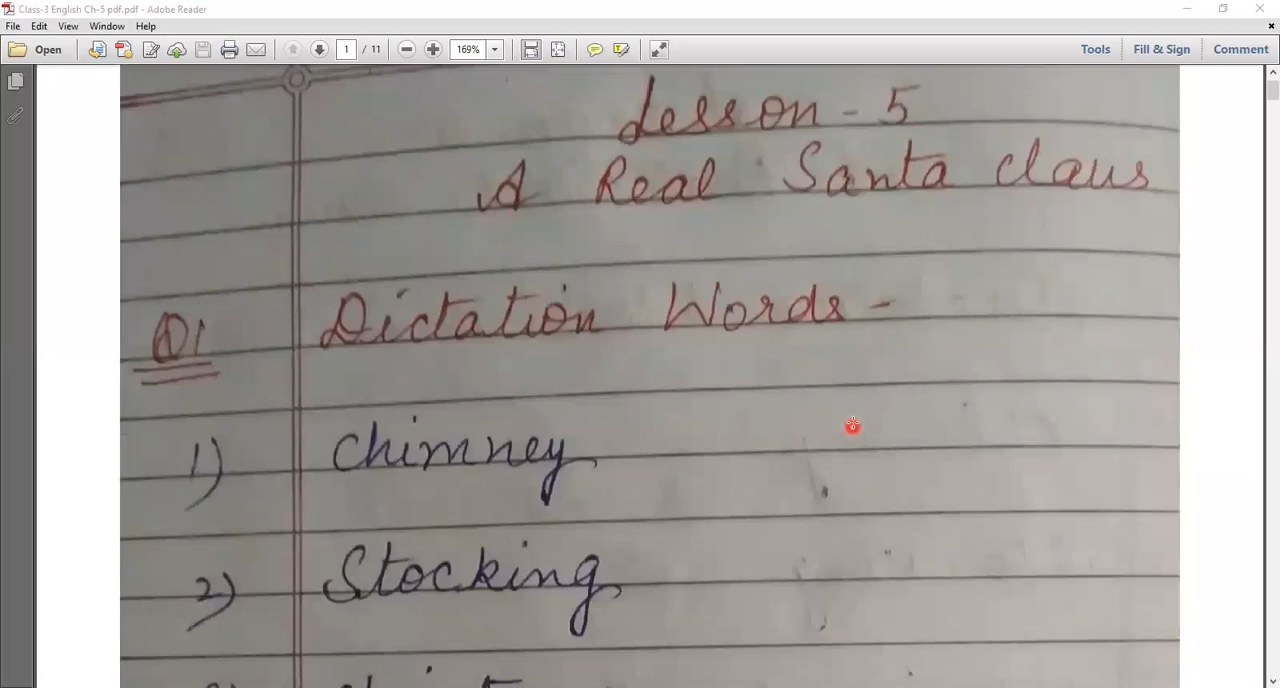 Class-3 English Ch-5 pdf.pdf - Adobe Reader
File Edit View Window Help
Open 1 / 11 169% Tools Fill & Sign Comment
Lesson - 5
A Real Santa Claus
Q1 Dictation Words -
1) Chimney
2) Stocking